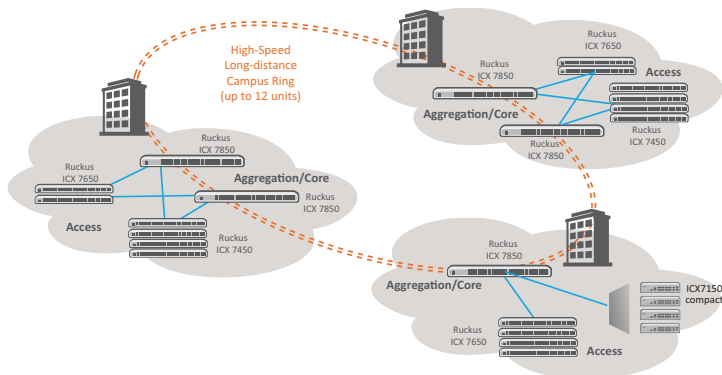 High-Speed
Long-distance
Campus Ring
(up to 12 units)
Ruckus
ICX 7850
Ruckus
ICX 7650
Access
Aggregation/Core
Ruckus
ICX 7850
Ruckus
ICX 7450
Ruckus
ICX 7850
Ruckus
ICX 7650
Aggregation/Core
Ruckus
ICX 7850
Access
Ruckus
ICX 7450
Ruckus
ICX 7850
Aggregation/Core
ICX7150
compact
Ruckus
ICX 7650
Access